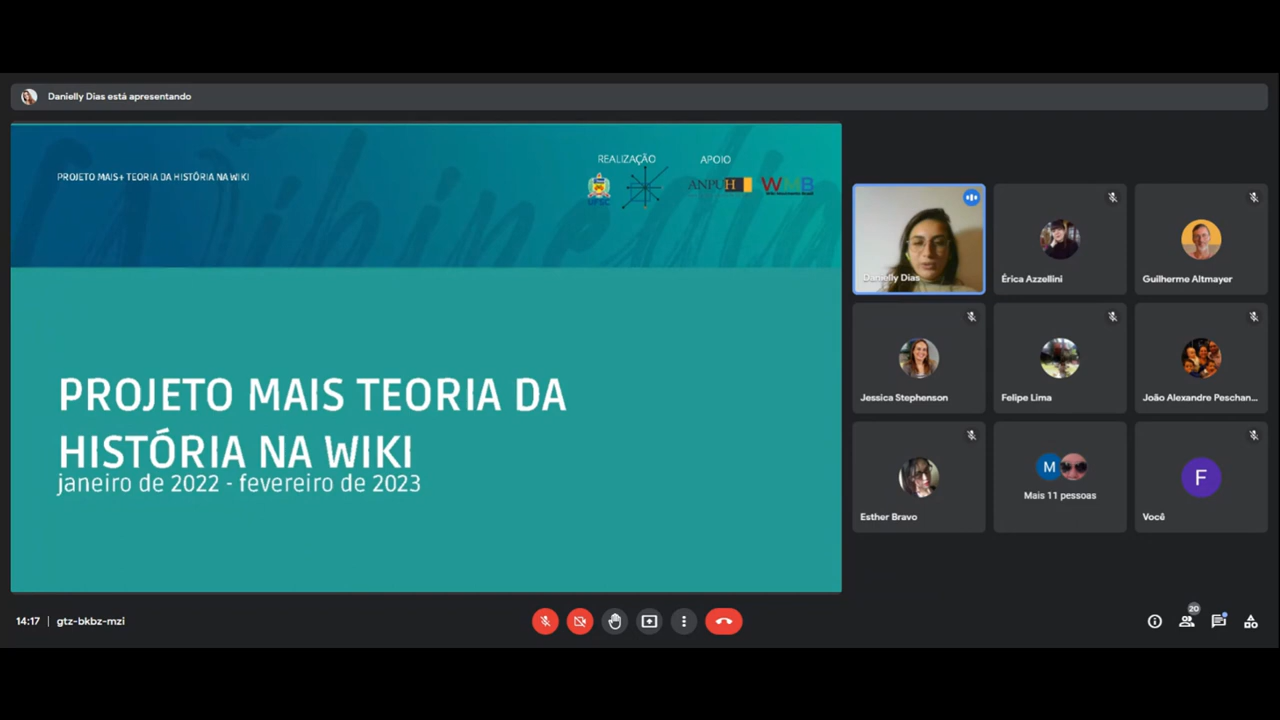 Danielly Dias está apresentando
PROJETO MAIS+ TEORIA DA HISTÓRIA NA WIKI
REALIZAÇÃO
APOIO
UFSC
ANPUH
WMB
PROJETO MAIS TEORIA DA
HISTÓRIA NA WIKI
janeiro de 2022 - fevereiro de 2023
Danielly Dias
Érica Azzellini
Guilherme Altmayer
Jessica Stephenson
Felipe Lima
João Alexandre Peschan...
Esther Bravo
M
Mais 11 pessoas
F
Você
14:17 | gtz-bkbz-mzi
20